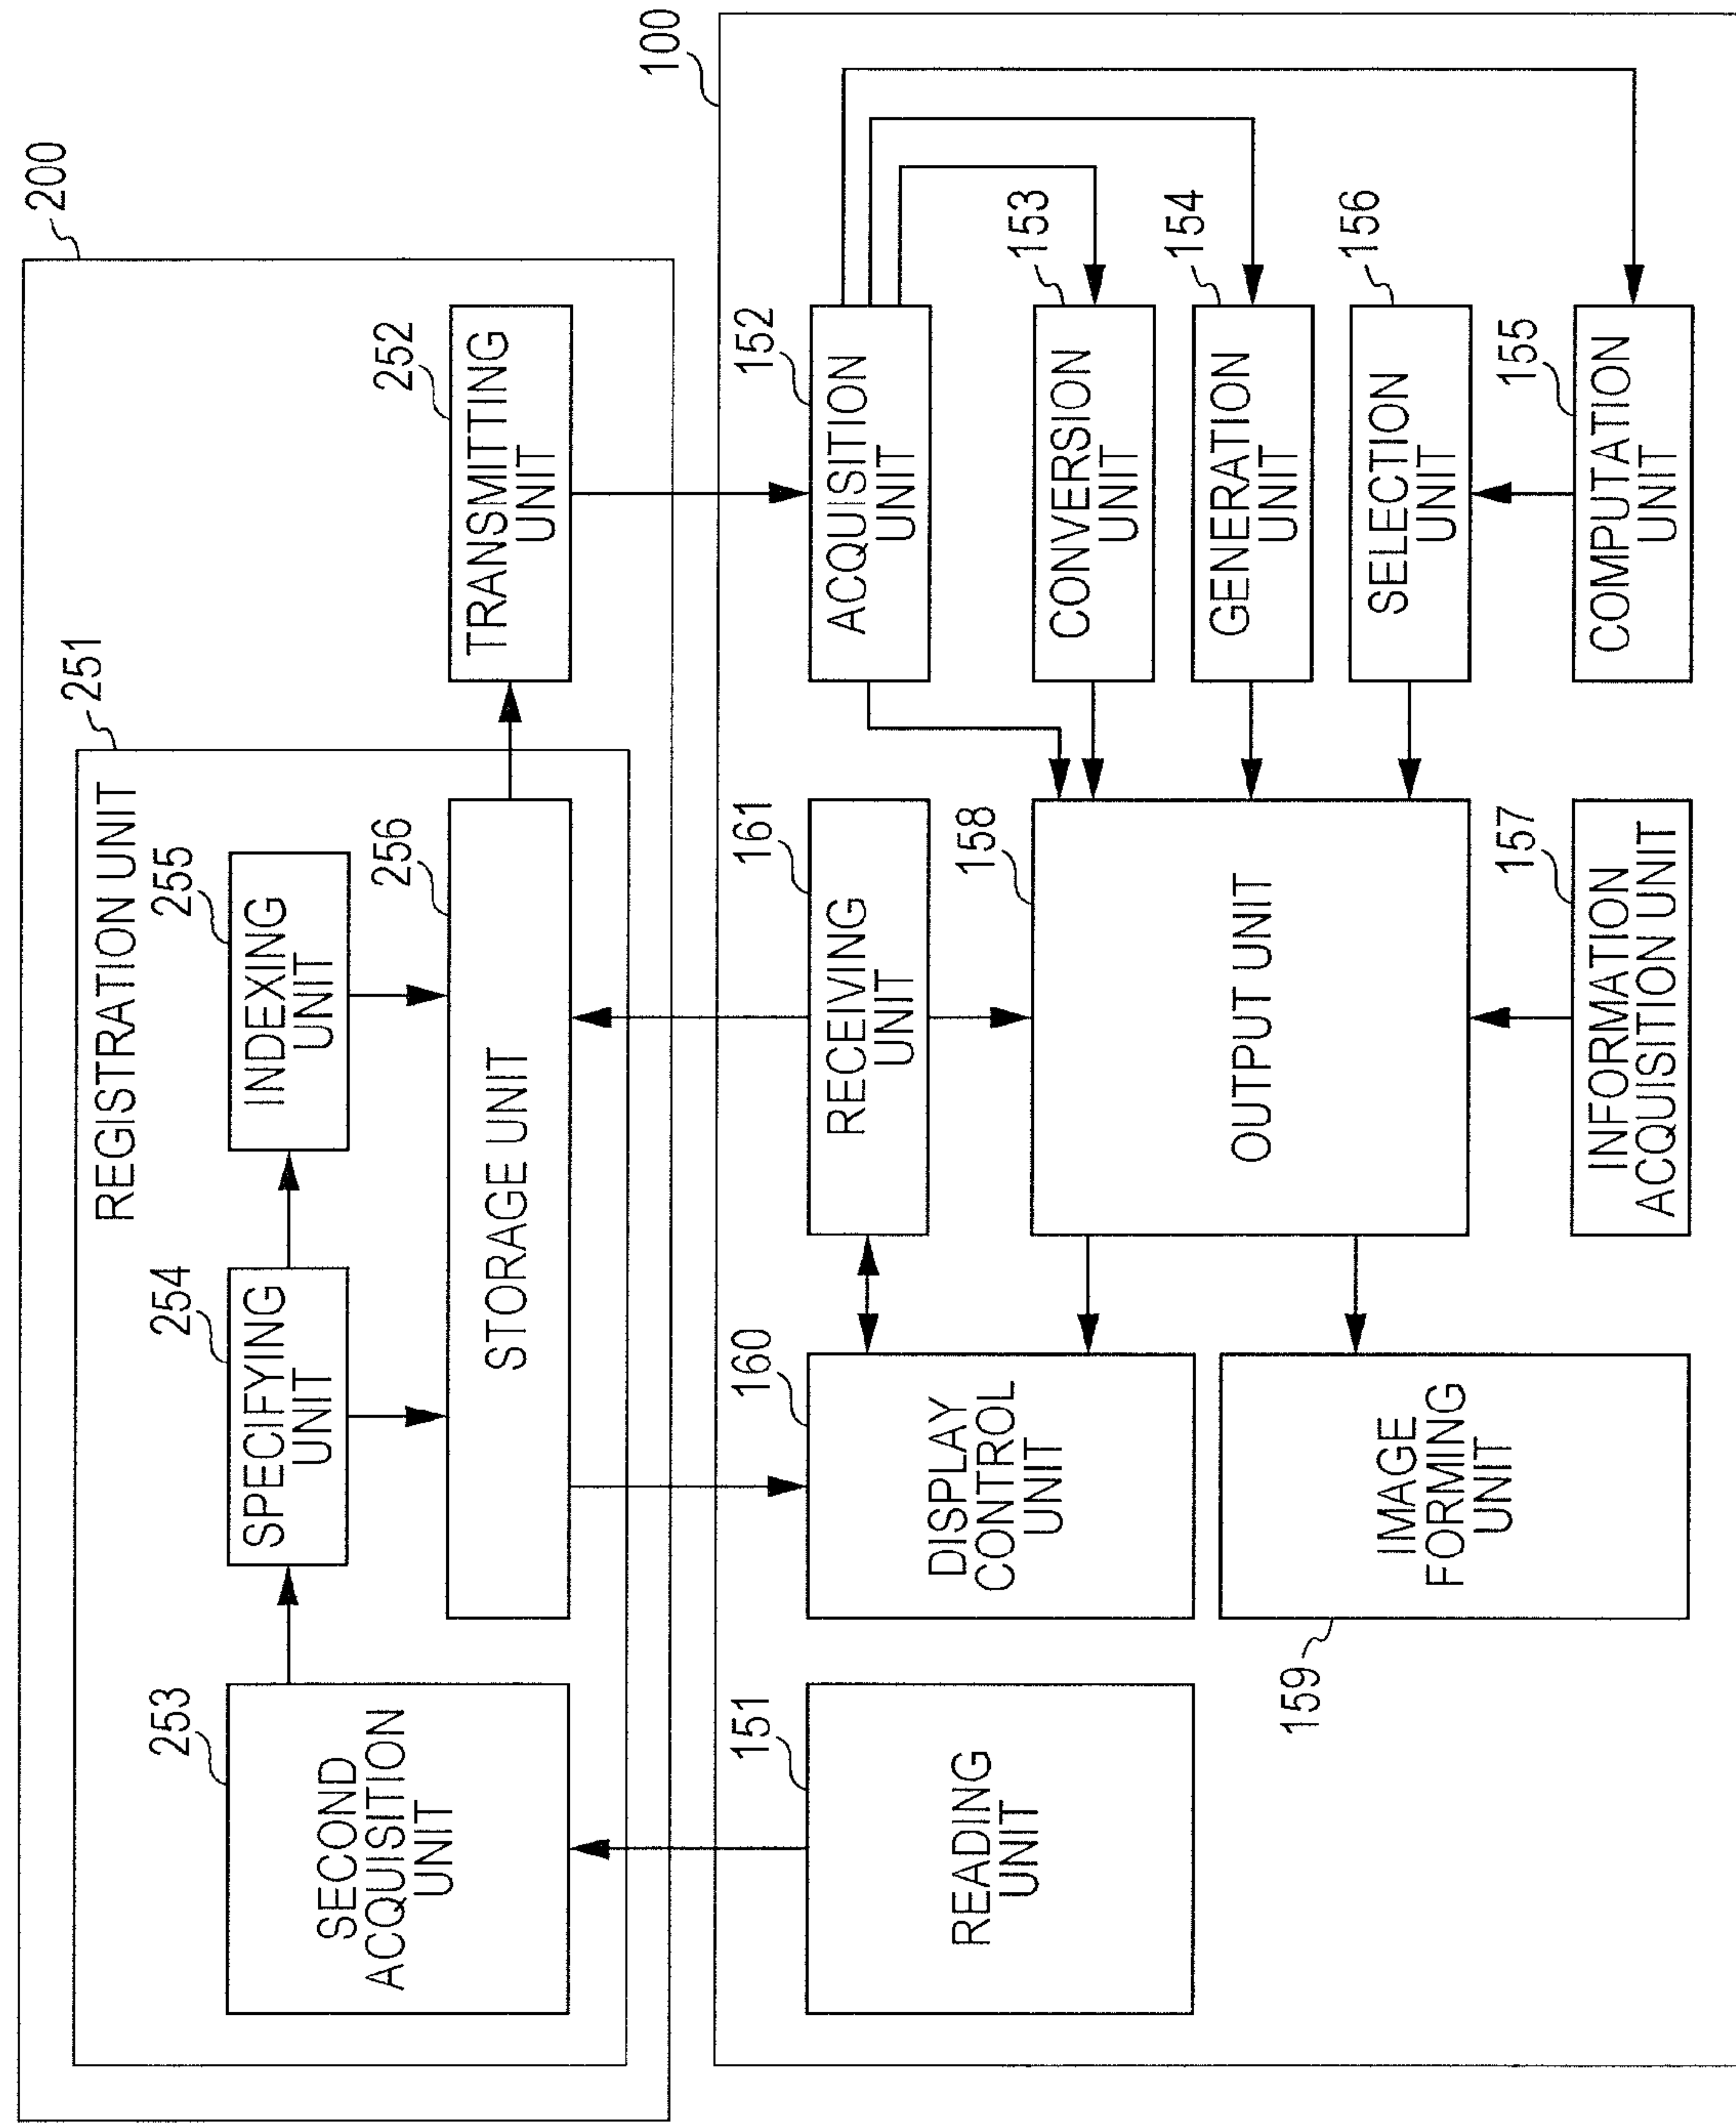 200
251
REGISTRATION UNIT
253
SECOND
ACQUISITION
UNIT
254
SPECIFYING
UNIT
255
INDEXING
UNIT
256
STORAGE UNIT
252
TRANSMITTING
UNIT
100
151
READING
UNIT
160
DISPLAY
CONTROL
UNIT
161
RECEIVING
UNIT
152
ACQUISITION
UNIT
153
CONVERSION
UNIT
158
OUTPUT UNIT
154
GENERATION
UNIT
159
IMAGE
FORMING
UNIT
156
SELECTION
UNIT
157
INFORMATION
ACQUISITION UNIT
155
COMPUTATION
UNIT